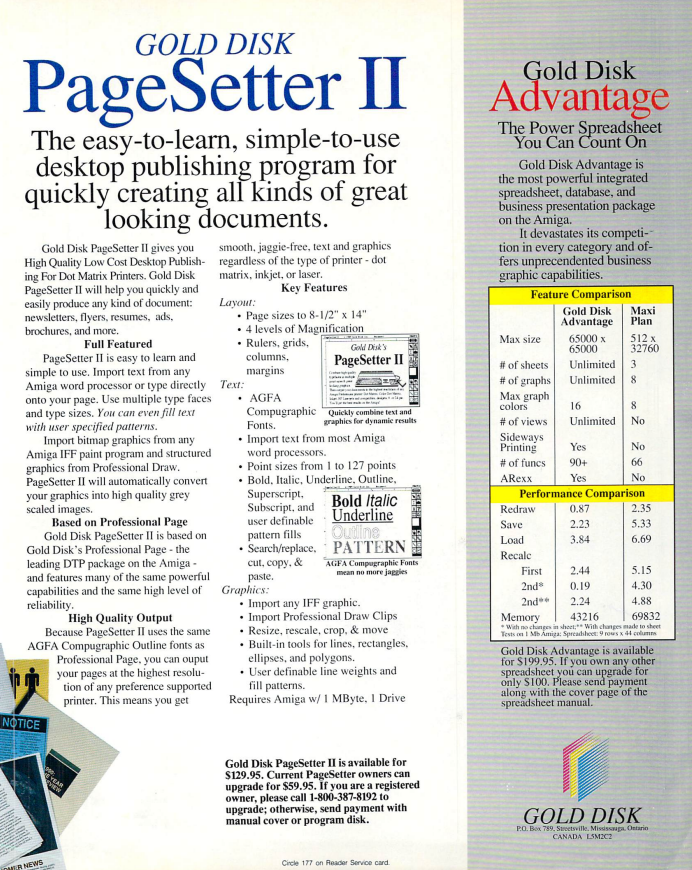 GOLD DISK
PageSetter II
The easy-to-learn, simple-to-use
desktop publishing program for
quickly creating all kinds of great
looking documents.
Gold Disk PageSetter II gives you
High Quality Low Cost Desktop Publish-
ing For Dot Matrix Printers. Gold Disk
PageSetter II will help you quickly and
easily produce any kind of document:
newsletters, flyers, resumes, ads,
brochures, and more.
Full Featured
PageSetter II is easy to learn and
simple to use. Import text from any
Amiga word processor or type directly
onto your page. Use multiple type faces
and type sizes. You can even fill text
with user specified patterns.
Import bitmap graphics from any
Amiga IFF paint program and structured
graphics from Professional Draw.
PageSetter II will automatically convert
your graphics into high quality grey
scaled images.
Based on Professional Page
Gold Disk PageSetter II is based on
Gold Disk's Professional Page - the
leading DTP package on the Amiga -
and features many of the same powerful
capabilities and the same high level of
reliability.
High Quality Output
Because PageSetter II uses the same
AGFA Compugraphic Outline fonts as
Professional Page, you can ouput
your pages at the highest resolu-
tion of any preference supported
printer. This means you get
NOTICE
smooth, jaggie-free, text and graphics
regardless of the type of printer - dot
matrix, inkjet, or laser.
Key Features
Layout:
• Page sizes to 8-1/2" x 14"
• 4 levels of Magnification
• Rulers, grids,
columns,
margins
Gold Disk's
PageSetter II
Quickly combine text and
graphics for dynamic results
Text:
• AGFA
Compugraphic
Fonts.
• Import text from most Amiga
word processors.
• Point sizes from 1 to 127 points
• Bold, Italic, Underline, Outline,
Superscript,
Subscript, and
user definable
pattern fills
• Search/replace,
cut, copy, &
paste.
Bold Italic
Underline
Outline
PATTERN
AGFA Compugraphic Fonts
mean no more jaggies
Graphics:
• Import any IFF graphic.
• Import Professional Draw Clips
• Resize, rescale, crop, & move
• Built-in tools for lines, rectangles,
ellipses, and polygons.
• User definable line weights and
fill patterns.
Requires Amiga w/ 1 MByte, 1 Drive
Gold Disk PageSetter II is available for
$129.95. Current PageSetter owners can
upgrade for $59.95. If you are a registered
owner, please call 1-800-387-8192 to
upgrade; otherwise, send payment with
manual cover or program disk.
Circle 177 on Reader Service card.
Gold Disk
Advantage
The Power Spreadsheet
You Can Count On
Gold Disk Advantage is
the most powerful integrated
spreadsheet, database, and
business presentation package
on the Amiga.
It devastates its competi-
tion in every category and of-
fers unprecendented business
graphic capabilities.
Feature Comparison
Gold Disk Advantage Maxi Plan
Max size 65000 x 65000 512 x 32760
# of sheets Unlimited 3
# of graphs Unlimited 8
Max graph colors 16 8
# of views Unlimited No
Sideways Printing Yes No
# of funcs 90+ 66
ARexx Yes No
Performance Comparison
Redraw 0.87 2.35
Save 2.23 5.33
Load 3.84 6.69
Recalc
First 2.44 5.15
2nd* 0.19 4.30
2nd** 2.24 4.88
Memory 43216 69832
* With no changes in sheet;** With changes made to sheet
Texts on 1 Mb Amiga: Spreadsheet: 9 rows x 44 columns
Gold Disk Advantage is available
for $199.95. If you own any other
spreadsheet you can upgrade for
only $100. Please send payment
along with the cover page of the
spreadsheet manual.
GOLD DISK
P.O. Box 789, Streetsville, Mississauga, Ontario
CANADA L5M2C2